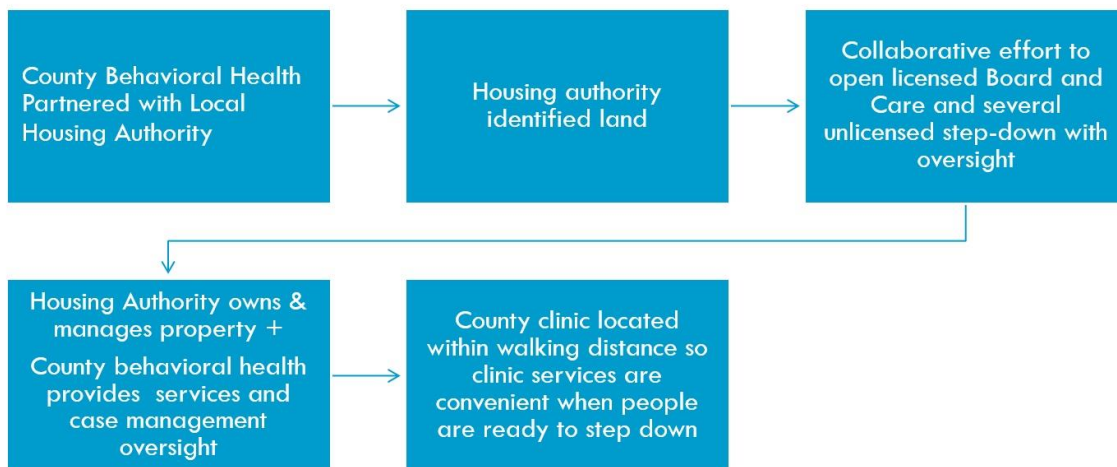 County Behavioral Health
Partnered with Local
Housing Authority
Housing authority
identified land
Collaborative effort to
open licensed Board and
Care and several
unlicensed step-down with
oversight
Housing Authority owns &
manages property +
County behavioral health
provides services and
case management
oversight
County clinic located
within walking distance so
clinic services are
convenient when people
are ready to step down